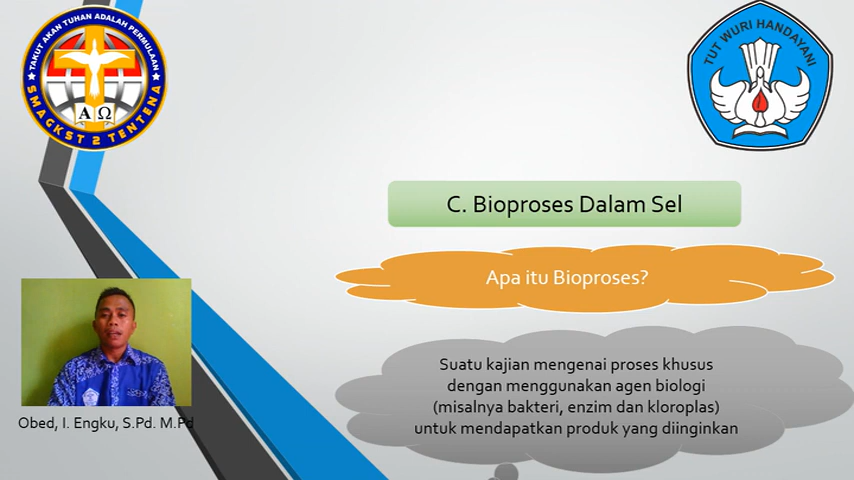 TAKUT AKAN TUHAN ADALAH PERMULAAN
SMAGKST 2 TENTENA
Α Ω
TUT WURI HANDAYANI
C. Bioproses Dalam Sel
Apa itu Bioproses?
Suatu kajian mengenai proses khusus
dengan menggunakan agen biologi
(misalnya bakteri, enzim dan kloroplas)
untuk mendapatkan produk yang diinginkan
Obed, I. Engku, S.Pd. M.Pd